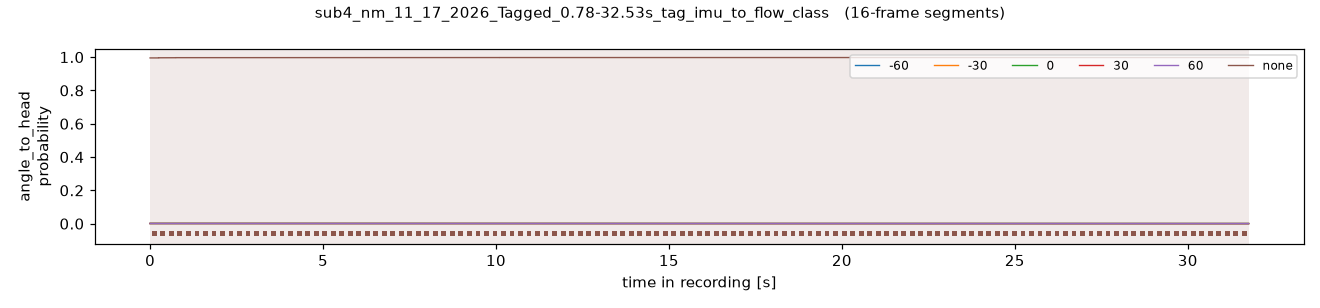 sub4_nm_11_17_2026_Tagged_0.78-32.53s_tag_imu_to_flow_class (16-frame segments)
angle_to_head
probability
1.0
0.8
0.6
0.4
0.2
0.0
-60 -30 0 30 60 none
0 5 10 15 20 25 30
time in recording [s]